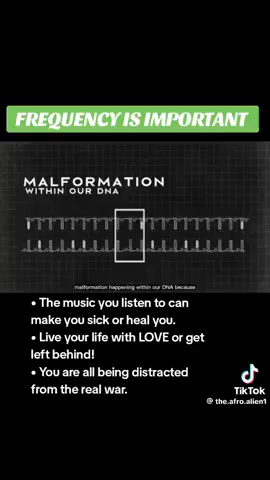 FREQUENCY IS IMPORTANT
MALFORMATION
WITHIN OUR DNA
malformation happening within our DNA because
• The music you listen to can
make you sick or heal you.
• Live your life with LOVE or get
left behind!
• You are all being distracted
from the real war.
TikTok
@ the.afro.alien1